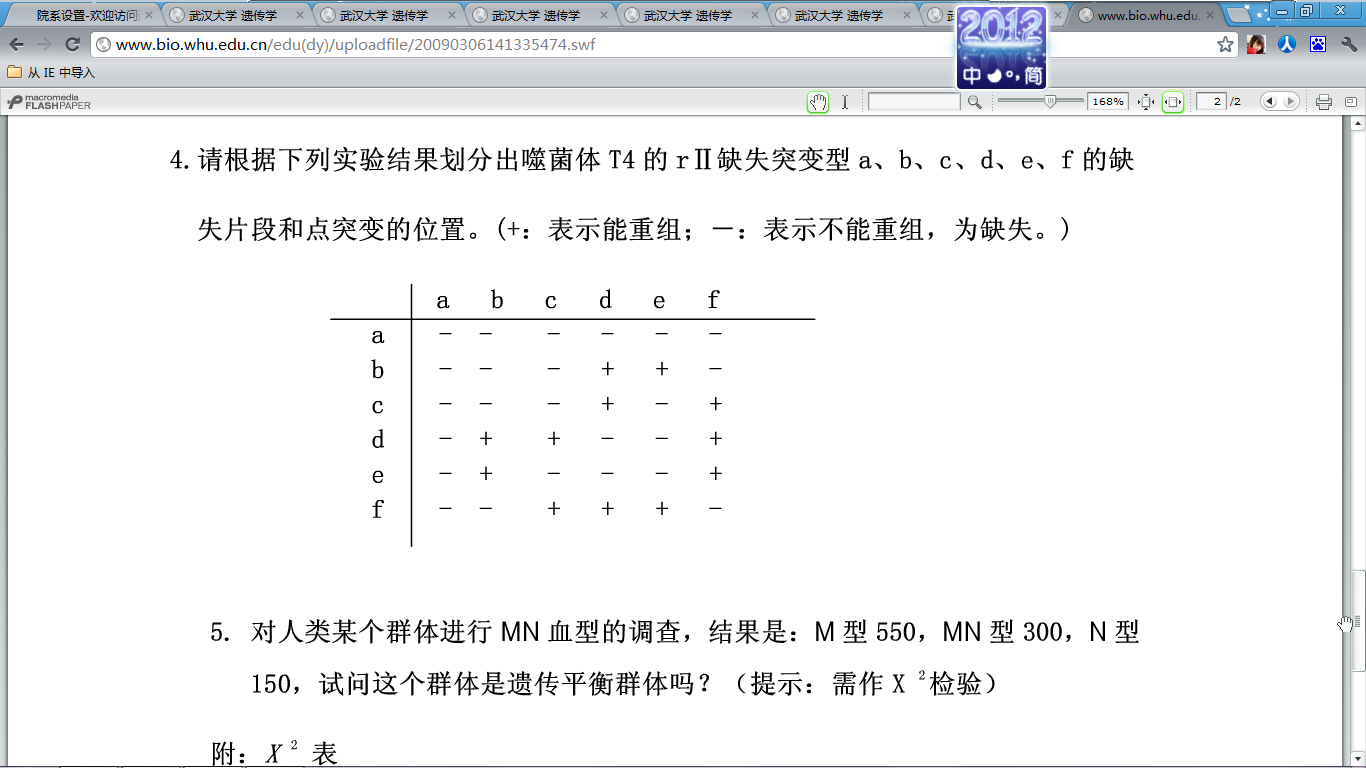 院系设置-欢迎访问 武汉大学 遗传学 武汉大学 遗传学 武汉大学 遗传学 武汉大学 遗传学 武汉大学 遗传学 www.bio.whu.edu.
www.bio.whu.edu.cn/edu(dy)/uploadfile/20090306141335474.swf
2012
中 简
从 IE 中导入
macromedia
FLASHPAPER
168%
2 /2
4.请根据下列实验结果划分出噬菌体 T4 的 rⅡ缺失突变型 a、b、c、d、e、f 的缺
失片段和点突变的位置。(+: 表示能重组;－: 表示不能重组，为缺失。)
a b c d e f
a － － － － － －
b － － － + + －
c － － － + － +
d － + + － － +
e － + － － － +
f － － + + + －
5. 对人类某个群体进行 MN 血型的调查，结果是：M 型 550，MN 型 300，N 型
150，试问这个群体是遗传平衡群体吗？（提示：需作 X ²检验）
附：X ² 表